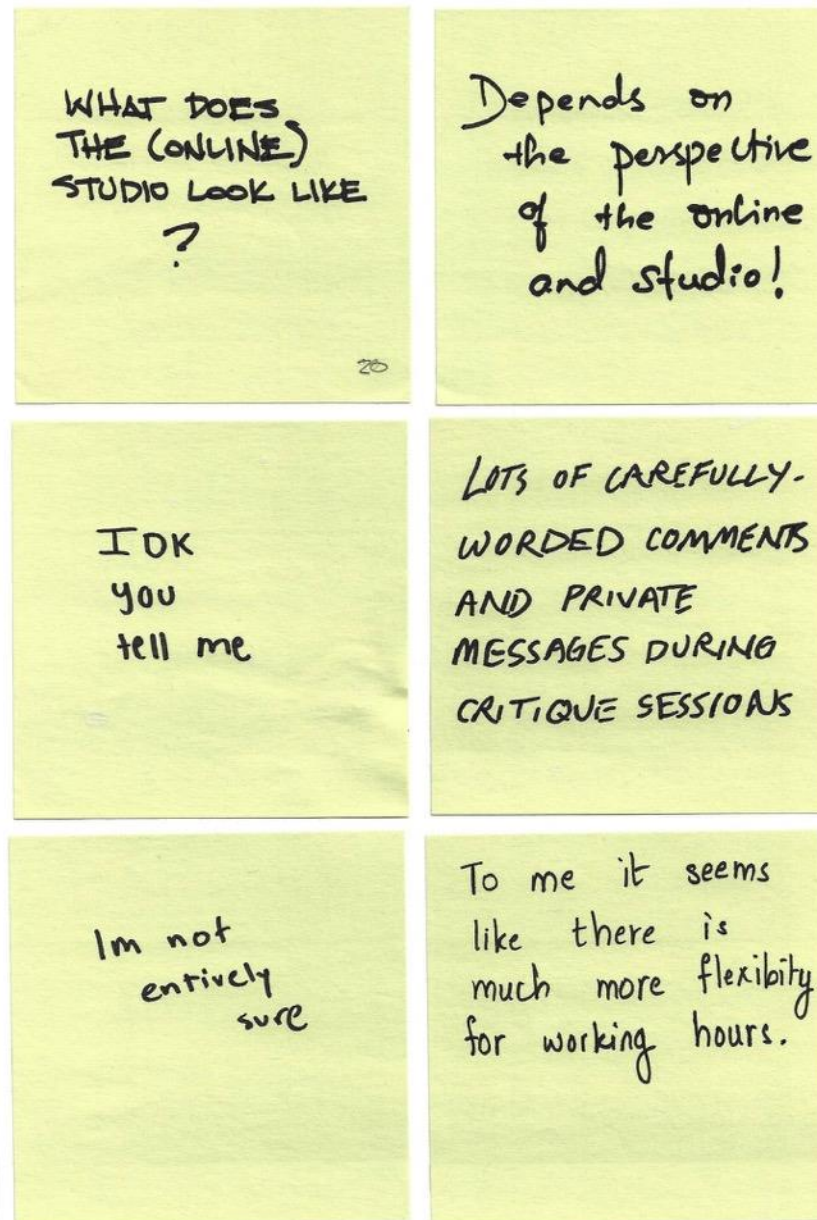 WHAT DOES
THE (ONLINE)
STUDIO LOOK LIKE
?
20
Depends on
the perspective
of the online
and studio!
IDK
you
tell me
LOTS OF CAREFULLY-
WORDED COMMENTS
AND PRIVATE
MESSAGES DURING
CRITIQUE SESSIONS
Im not
entirely
sure
To me it seems
like there is
much more flexibity
for working hours.